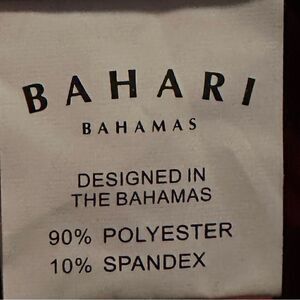 BAHARI
BAHAMAS
DESIGNED IN
THE BAHAMAS
90% POLYESTER
10% SPANDEX